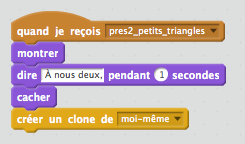 quand je reçois pres2_petits_triangles
montrer
dire À nous deux, pendant 1 secondes
cacher
créer un clone de moi-même